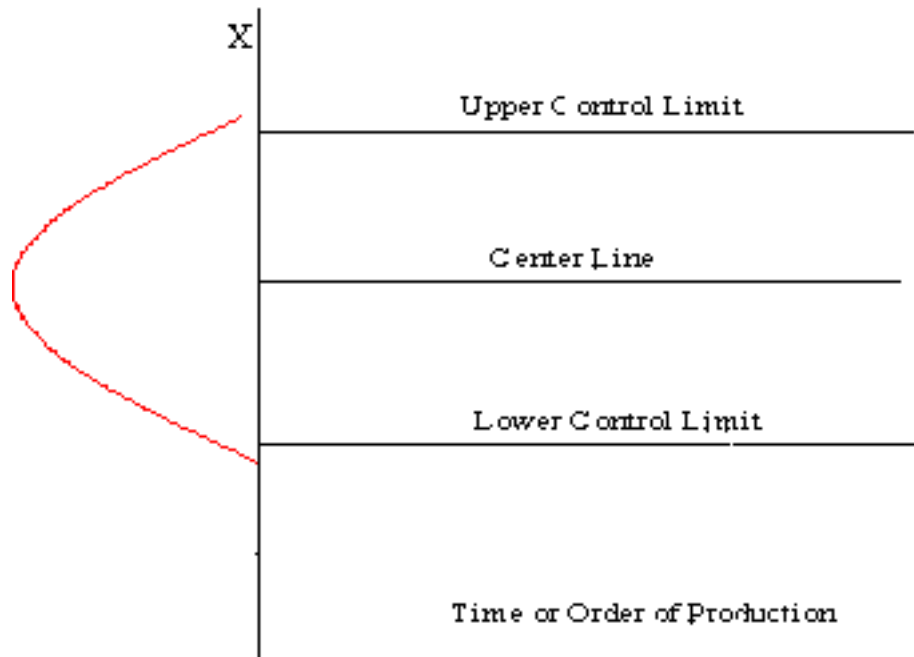 X
Upper Control Limit
Center Line
Lower Control Limit
Time or Order of Production